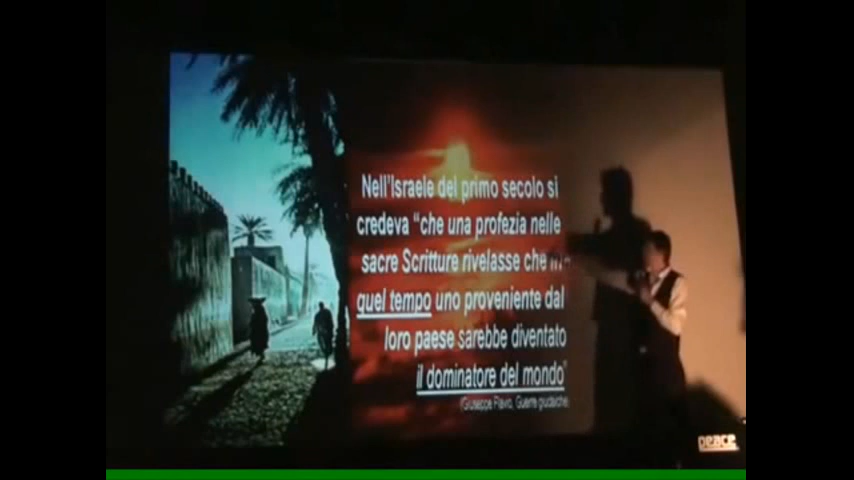 Nell'Israele del primo secolo si
credeva "che una profezia nelle
sacre Scritture rivelasse che in
quel tempo uno proveniente dal
loro paese sarebbe diventato
il dominatore del mondo"
(Giuseppe Flavio, Guerre giudaiche)
peace